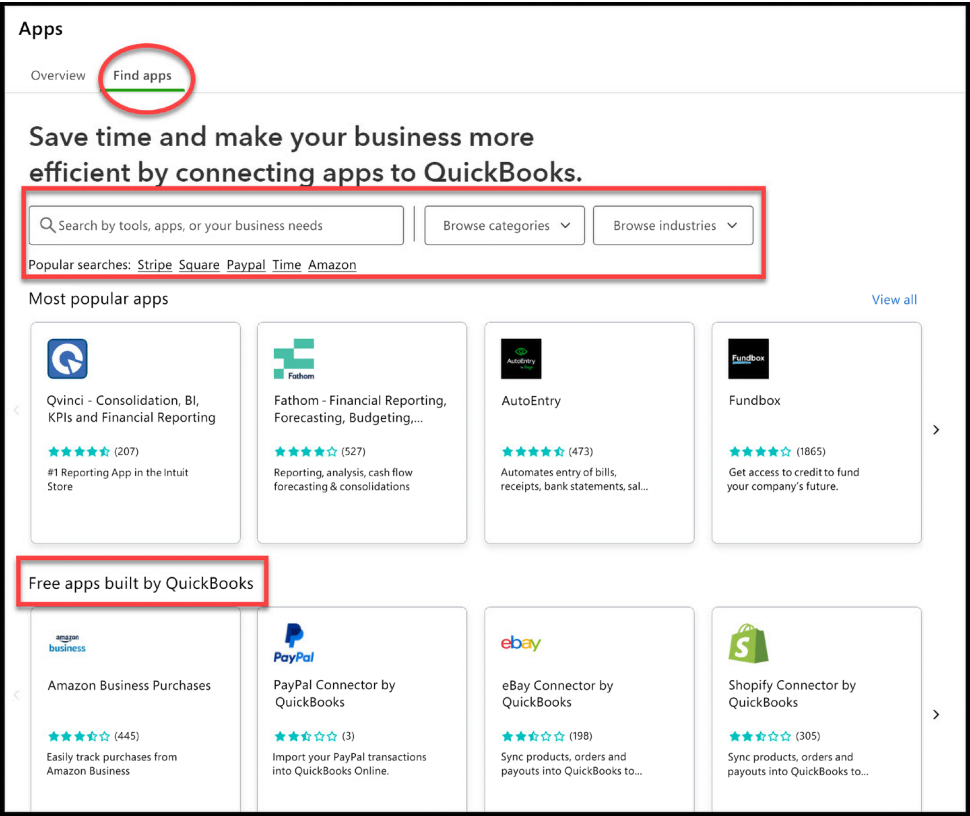 Apps
Overview
Find apps
Save time and make your business more
efficient by connecting apps to QuickBooks.
Search by tools, apps, or your business needs
Browse categories
Browse industries
Popular searches: Stripe Square Paypal Time Amazon
Most popular apps
View all
Qvinci - Consolidation, BI,
KPIs and Financial Reporting
(207)
#1 Reporting App in the Intuit
Store
Fathom
Fathom - Financial Reporting,
Forecasting, Budgeting,...
(527)
Reporting, analysis, cash flow
forecasting & consolidations
AutoEntry
by Sage
AutoEntry
(473)
Automates entry of bills,
receipts, bank statements, sal...
Fundbox
Fundbox
(1865)
Get access to credit to fund
your company's future.
Free apps built by QuickBooks
amazon
business
Amazon Business Purchases
(445)
Easily track purchases from
Amazon Business
PayPal
PayPal Connector by
QuickBooks
(3)
Import your PayPal transactions
into QuickBooks Online.
ebay
eBay Connector by
QuickBooks
(198)
Sync products, orders and
payouts into QuickBooks to...
Shopify Connector by
QuickBooks
(305)
Sync products, orders and
payouts into QuickBooks to...